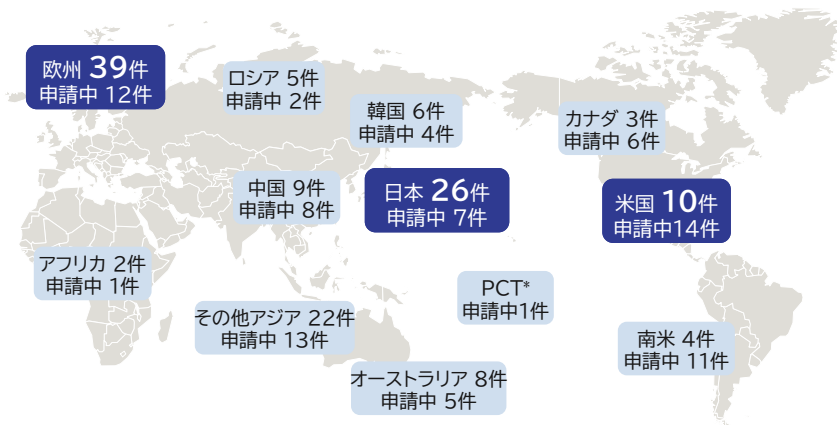 欧州 39件
申請中 12件
ロシア 5件
申請中 2件
韓国 6件
申請中 4件
カナダ 3件
申請中 6件
中国 9件
申請中 8件
日本 26件
申請中 7件
米国 10件
申請中14件
アフリカ 2件
申請中 1件
PCT*
申請中1件
その他アジア 22件
申請中 13件
南米 4件
申請中 11件
オーストラリア 8件
申請中 5件